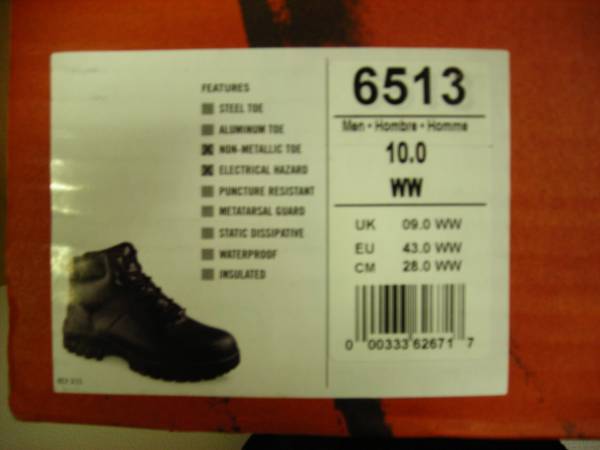 FEATURES
STEEL TOE
ALUMINUM TOE
NON-METALLIC TOE
ELECTRICAL HAZARD
PUNCTURE RESISTANT
METATARSAL GUARD
STATIC DISSIPATIVE
WATERPROOF
INSULATED
6513
Men • Hombre • Homme
10.0
WW
UK 09.0 WW
EU 43.0 WW
CM 28.0 WW
0 00333 62671 7